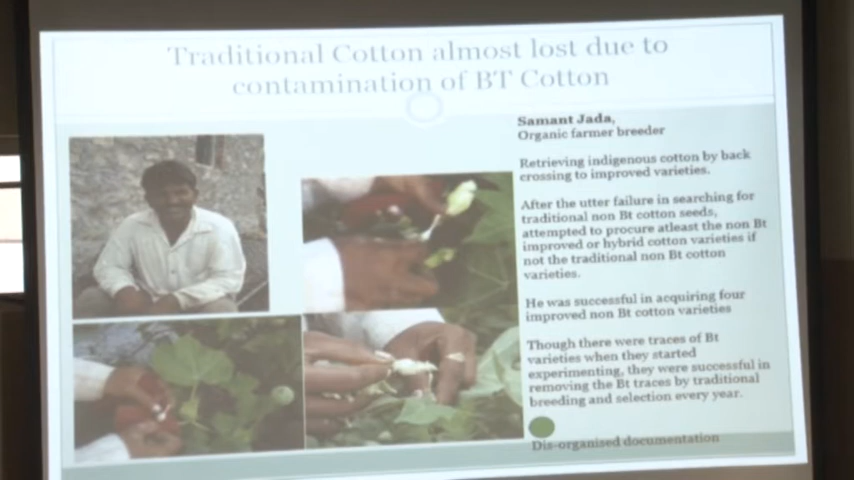 Traditional Cotton almost lost due to
contamination of BT Cotton
Samant Jada,
Organic farmer breeder
Retrieving indigenous cotton by back
crossing to improved varieties.
After the utter failure in searching for
traditional non Bt cotton seeds,
attempted to procure atleast the non Bt
improved or hybrid cotton varieties if
not the traditional non Bt cotton
varieties.
He was successful in acquiring four
improved non Bt cotton varieties
Though there were traces of Bt
varieties when they started
experimenting, they were successful in
removing the Bt traces by traditional
breeding and selection every year.
Dis-organised documentation